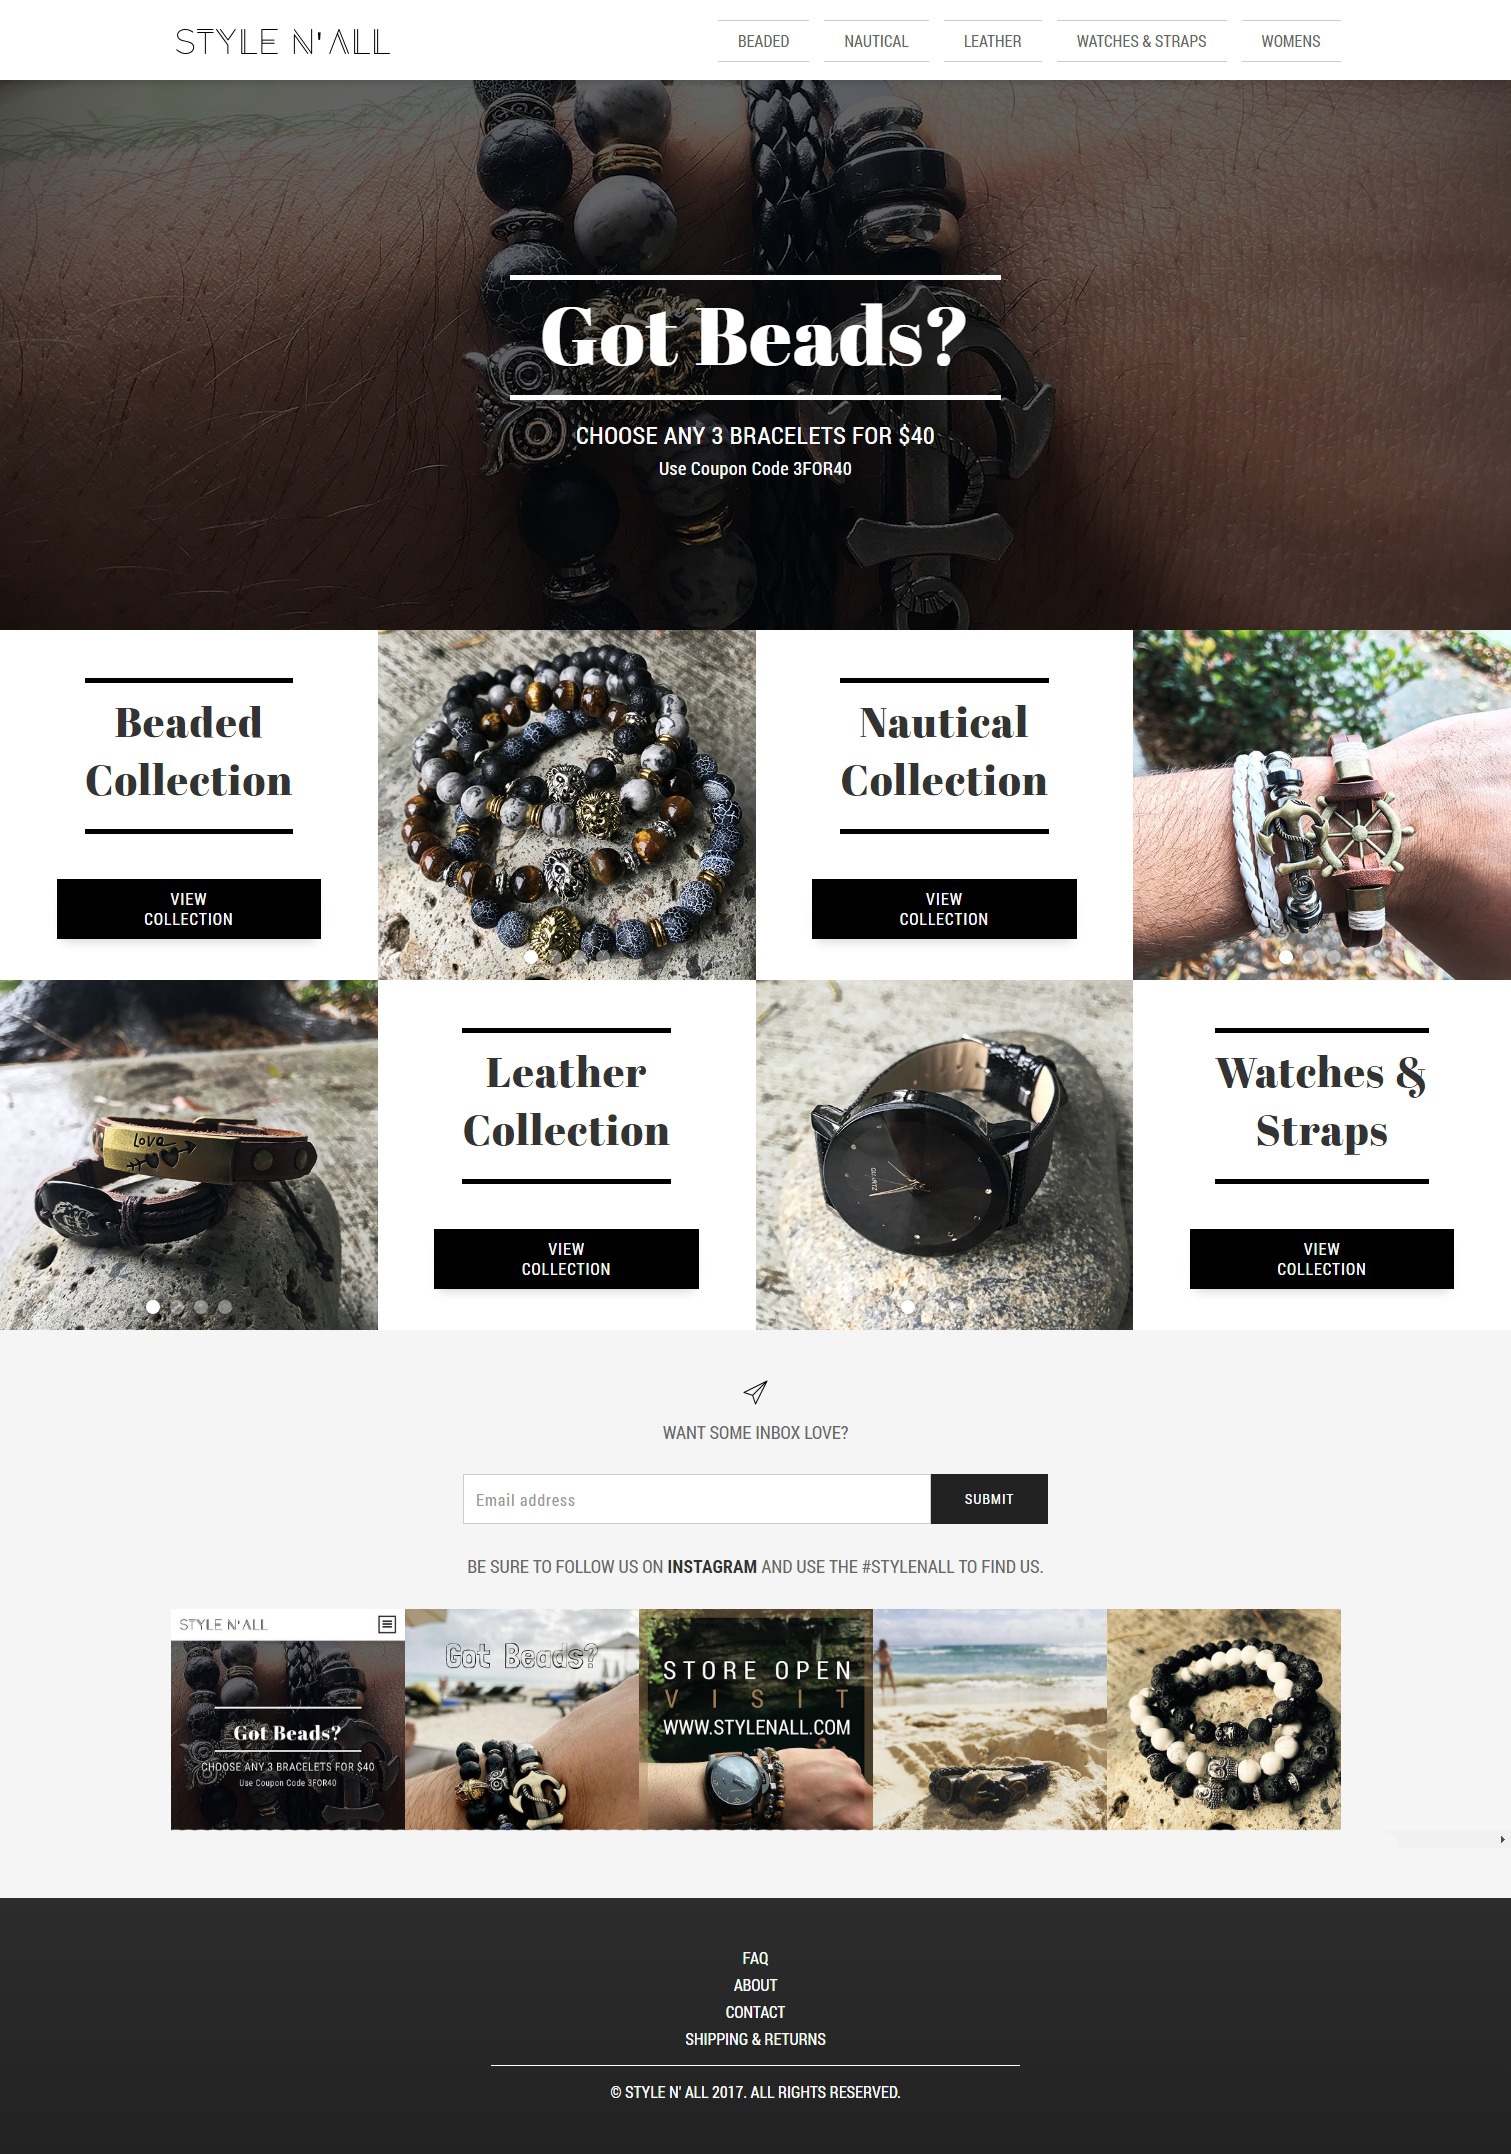 STYLE N' ALL
BEADED
NAUTICAL
LEATHER
WATCHES & STRAPS
WOMENS
Got Beads?
CHOOSE ANY 3 BRACELETS FOR $40
Use Coupon Code 3FOR40
Beaded
Collection
VIEW
COLLECTION
Nautical
Collection
VIEW
COLLECTION
love
Leather
Collection
VIEW
COLLECTION
QUARTZ
Watches &
Straps
VIEW
COLLECTION
WANT SOME INBOX LOVE?
Email address
SUBMIT
BE SURE TO FOLLOW US ON INSTAGRAM AND USE THE #STYLENALL TO FIND US.
STYLE N' ALL
Got Beads?
CHOOSE ANY 3 BRACELETS FOR $40
Use Coupon Code 3FOR40
Got Beads?
STORE OPEN
VISIT
WWW.STYLENALL.COM
FAQ
ABOUT
CONTACT
SHIPPING & RETURNS
© STYLE N' ALL 2017. ALL RIGHTS RESERVED.